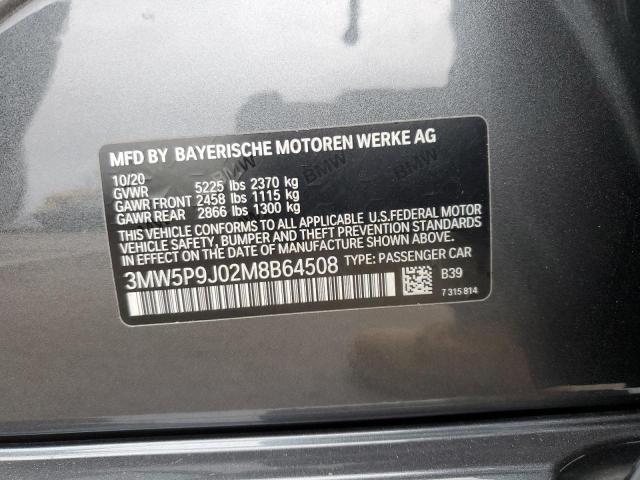 MFD BY BAYERISCHE MOTOREN WERKE AG
10/20
GVWR 5225 lbs 2370 kg
GAWR FRONT 2458 lbs 1115 kg
GAWR REAR 2866 lbs 1300 kg
THIS VEHICLE CONFORMS TO ALL APPLICABLE U.S.FEDERAL MOTOR
VEHICLE SAFETY, BUMPER AND THEFT PREVENTION STANDARDS
IN EFFECT ON THE DATE OF MANUFACTURE SHOWN ABOVE.
3MW5P9J02M8B64508 TYPE: PASSENGER CAR
B39
7 315 814
BMW
BMW
BMW